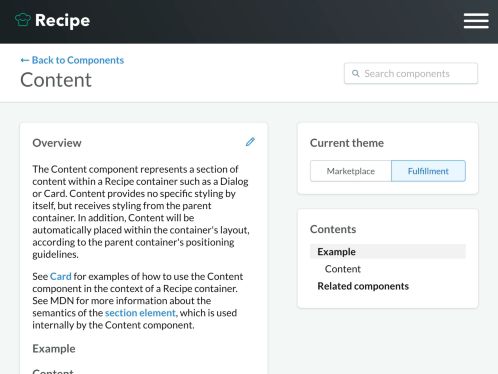 Recipe
← Back to Components
Content
Search components
Overview
The Content component represents a section of
content within a Recipe container such as a Dialog
or Card. Content provides no specific styling by
itself, but receives styling from the parent
container. In addition, Content will be
automatically placed within the container's layout,
according to the parent container's positioning
guidelines.
See Card for examples of how to use the Content
component in the context of a Recipe container.
See MDN for more information about the
semantics of the section element, which is used
internally by the Content component.
Example
Content
Current theme
Marketplace
Fulfillment
Contents
Example
Content
Related components